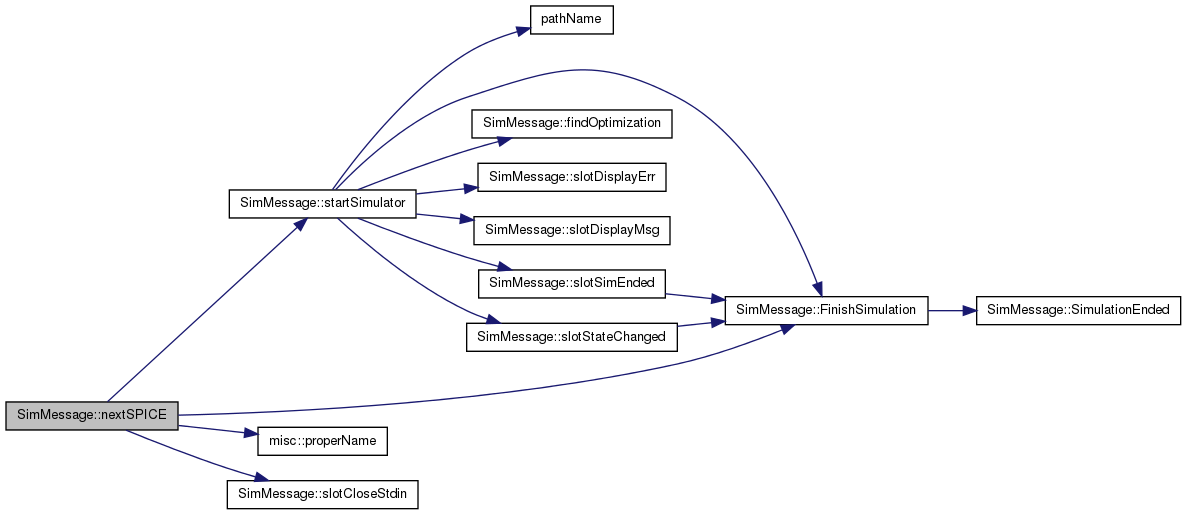 pathName
SimMessage::findOptimization
SimMessage::slotDisplayErr
SimMessage::startSimulator
SimMessage::slotDisplayMsg
SimMessage::slotSimEnded
SimMessage::FinishSimulation
SimMessage::SimulationEnded
SimMessage::slotStateChanged
SimMessage::nextSPICE
misc::properName
SimMessage::slotCloseStdin